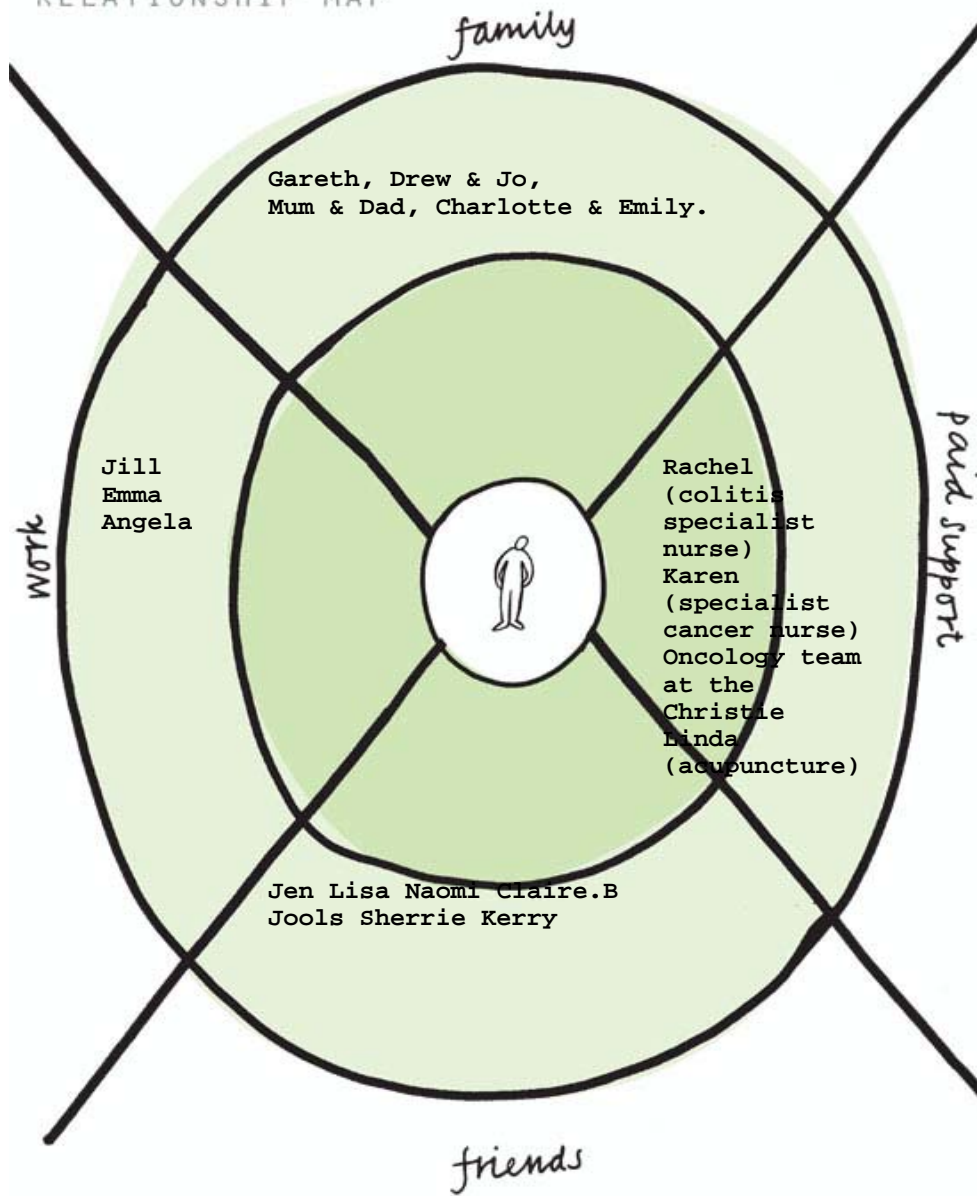 RELATIONSHIP MAP
family
Gareth, Drew & Jo,
Mum & Dad, Charlotte & Emily.
work
Jill
Emma
Angela
Rachel
(colitis
specialist
nurse)
Karen
(specialist
cancer nurse)
Oncology team
at the
Christie
Linda
(acupuncture)
paid support
Jen Lisa Naomi Claire.B
Jools Sherrie Kerry
friends